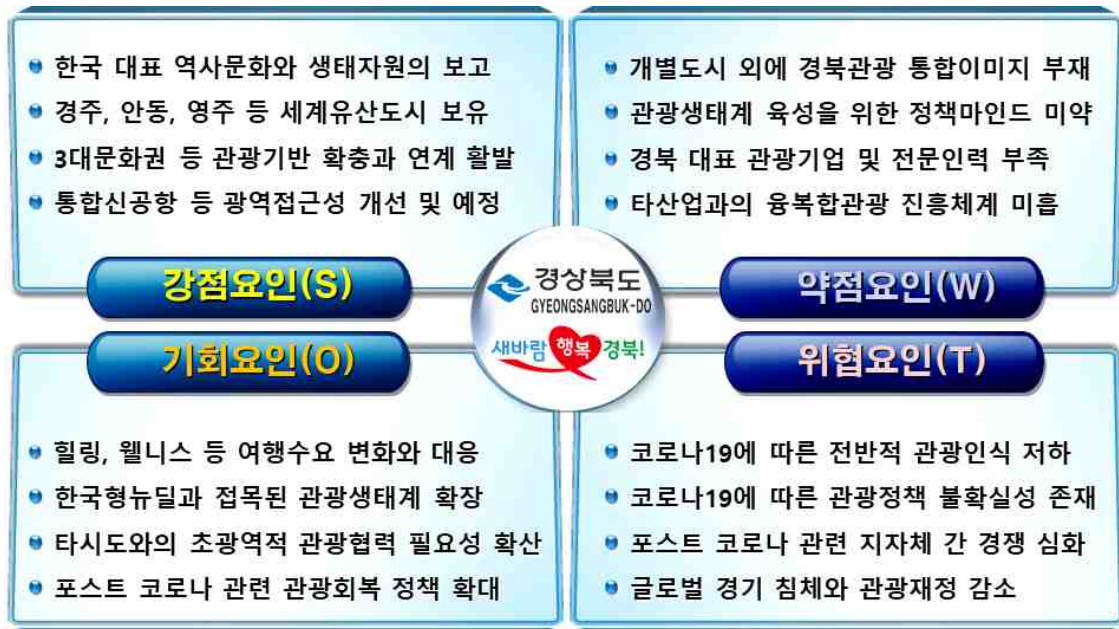 한국 대표 역사문화와 생태자원의 보고
경주, 안동, 영주 등 세계유산도시 보유
3대문화권 등 관광기반 확충과 연계 활발
통합신공항 등 광역접근성 개선 및 예정
강점요인(S)
개별도시 외에 경북관광 통합이미지 부재
관광생태계 육성을 위한 정책마인드 미약
경북 대표 관광기업 및 전문인력 부족
타산업과의 융복합관광 진흥체계 미흡
약점요인(W)
경상북도
GYEONGSANGBUK-DO
새바람 행복 경북!
기회요인(O)
힐링, 웰니스 등 여행수요 변화와 대응
한국형뉴딜과 접목된 관광생태계 확장
타시도와의 초광역적 관광협력 필요성 확산
포스트 코로나 관련 관광회복 정책 확대
위협요인(T)
코로나19에 따른 전반적 관광인식 저하
코로나19에 따른 관광정책 불확실성 존재
포스트 코로나 관련 지자체 간 경쟁 심화
글로벌 경기 침체와 관광재정 감소